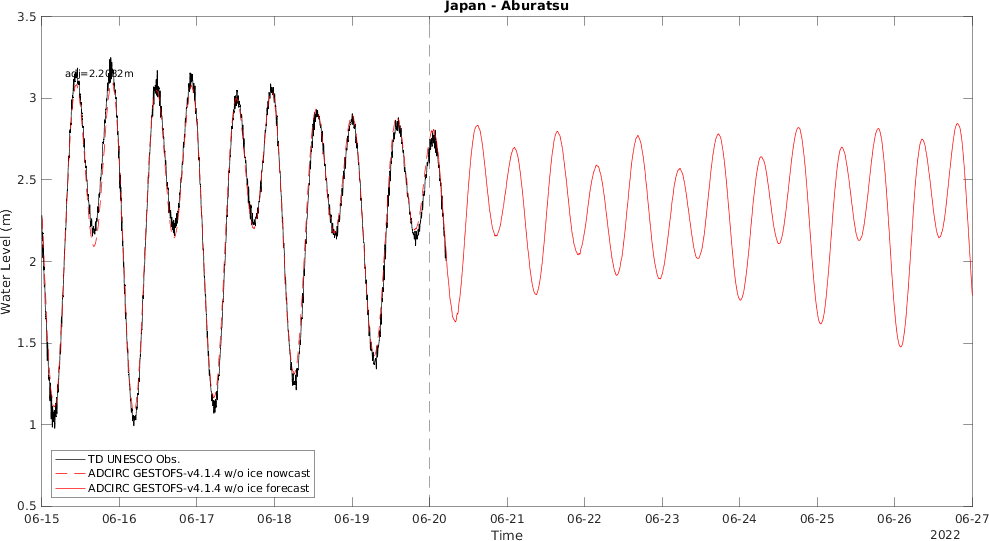 Japan - Aburatsu
3.5
3
2.5
2
1.5
1
0.5
Water Level (m)
TD UNESCO Obs.
ADCIRC GESTOFS-v4.1.4 w/o ice nowcast
ADCIRC GESTOFS-v4.1.4 w/o ice forecast
06-15 06-16 06-17 06-18 06-19 06-20 06-21 06-22 06-23 06-24 06-25 06-26 06-27
Time
2022